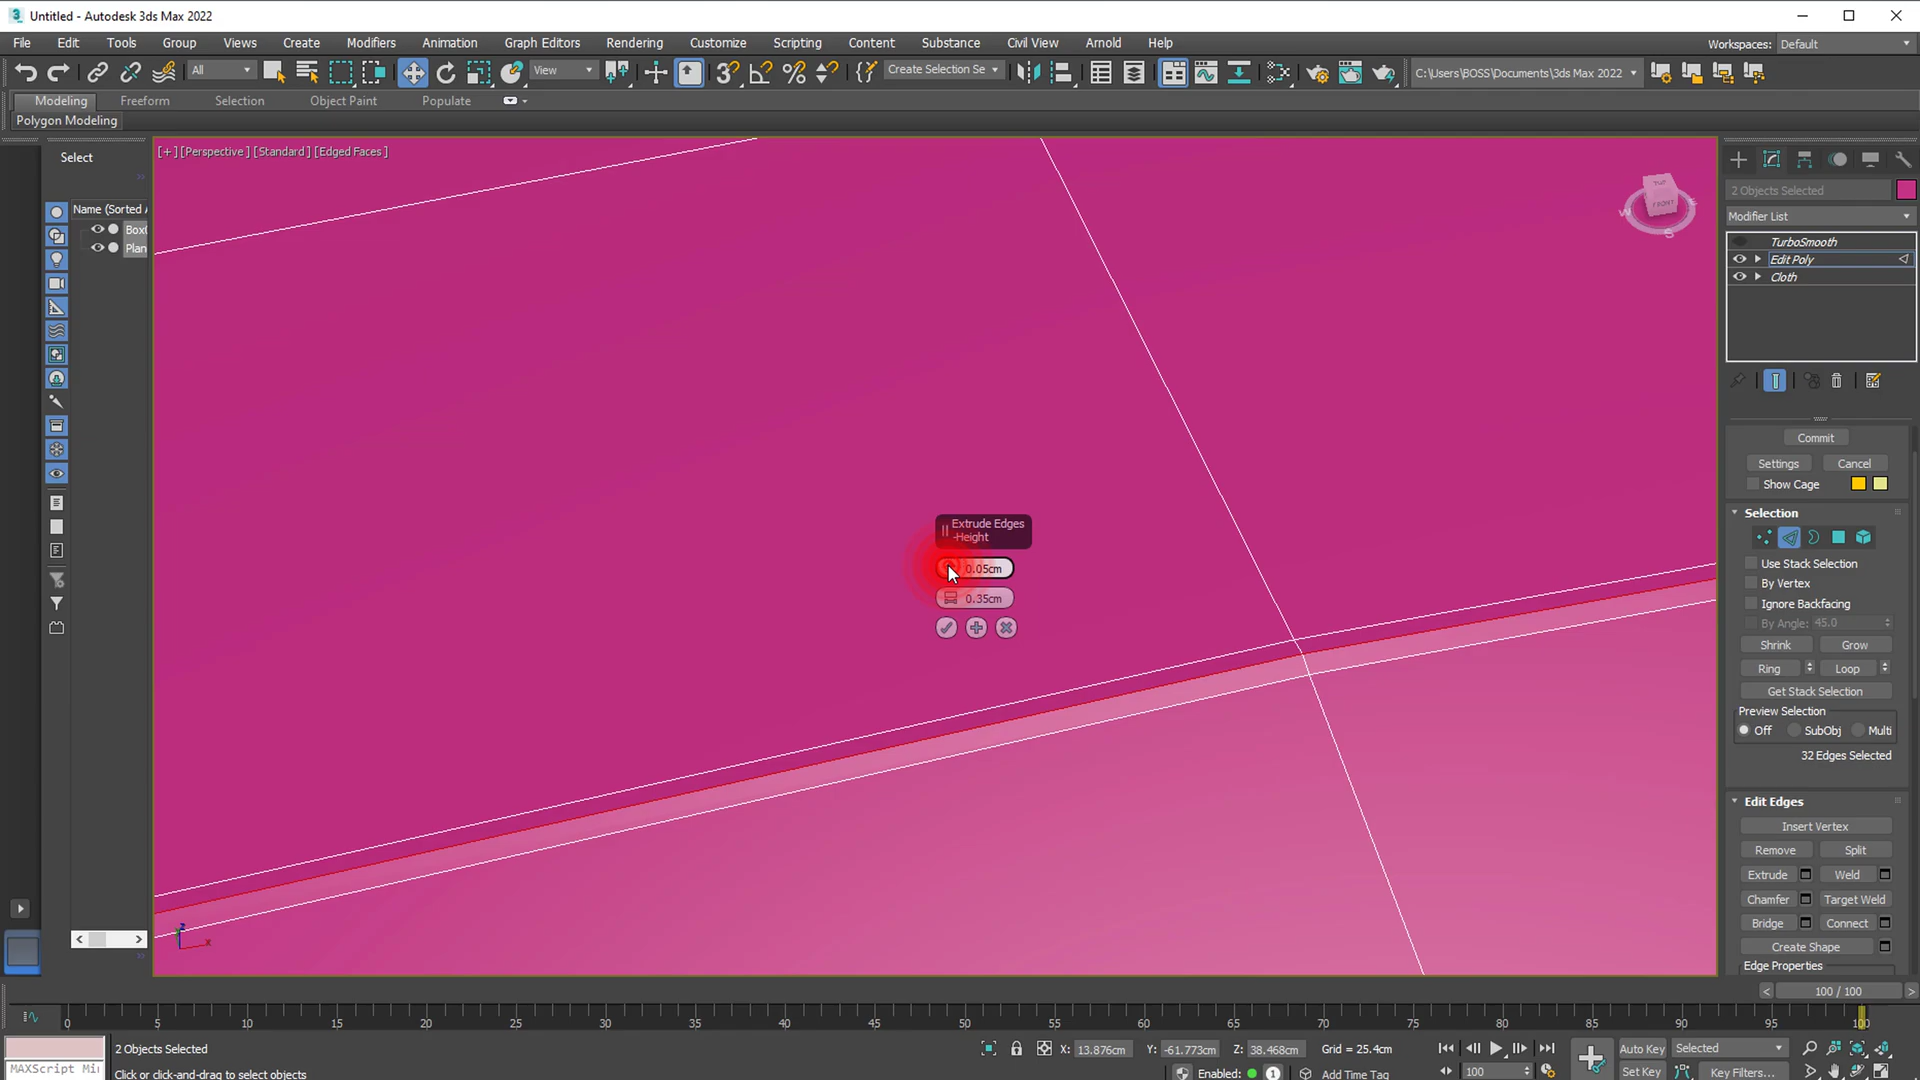 Untitled - Autodesk 3ds Max 2022
File Edit Tools Group Views Create Modifiers Animation Graph Editors Rendering Customize Scripting Content Substance Civil View Arnold Help
Workspaces: Default
All
View
Create Selection Se
C:\Users\BOSS\Documents\3ds Max 2022
Modeling Freeform Selection Object Paint Populate
Polygon Modeling
Select
Name (Sorted A
Box0
Plan
[+] [Perspective ] [Standard ] [Edged Faces ]
TOP
FRONT
W
S
Extrude Edges
-Height
0.05cm
0.35cm
z
x
2 Objects Selected
Modifier List
TurboSmooth
Edit Poly
Cloth
Commit
Settings Cancel
Show Cage
Selection
Use Stack Selection
By Vertex
Ignore Backfacing
By Angle: 45.0
Shrink Grow
Ring Loop
Get Stack Selection
Preview Selection
Off SubObj Multi
32 Edges Selected
Edit Edges
Insert Vertex
Remove Split
Extrude Weld
Chamfer Target Weld
Bridge Connect
Create Shape
Edge Properties
< 100 / 100 >
0 5 10 15 20 25 30 35 40 45 50 55 60 65 70 75 80 85 90 95 100
MAXScript Mi
2 Objects Selected
Click or click-and-drag to select objects
X: 13.876cm Y: -61.773cm Z: 38.468cm Grid = 25.4cm
Enabled: 1 Add Time Tag
100
Auto Key Selected
Set Key Key Filters...